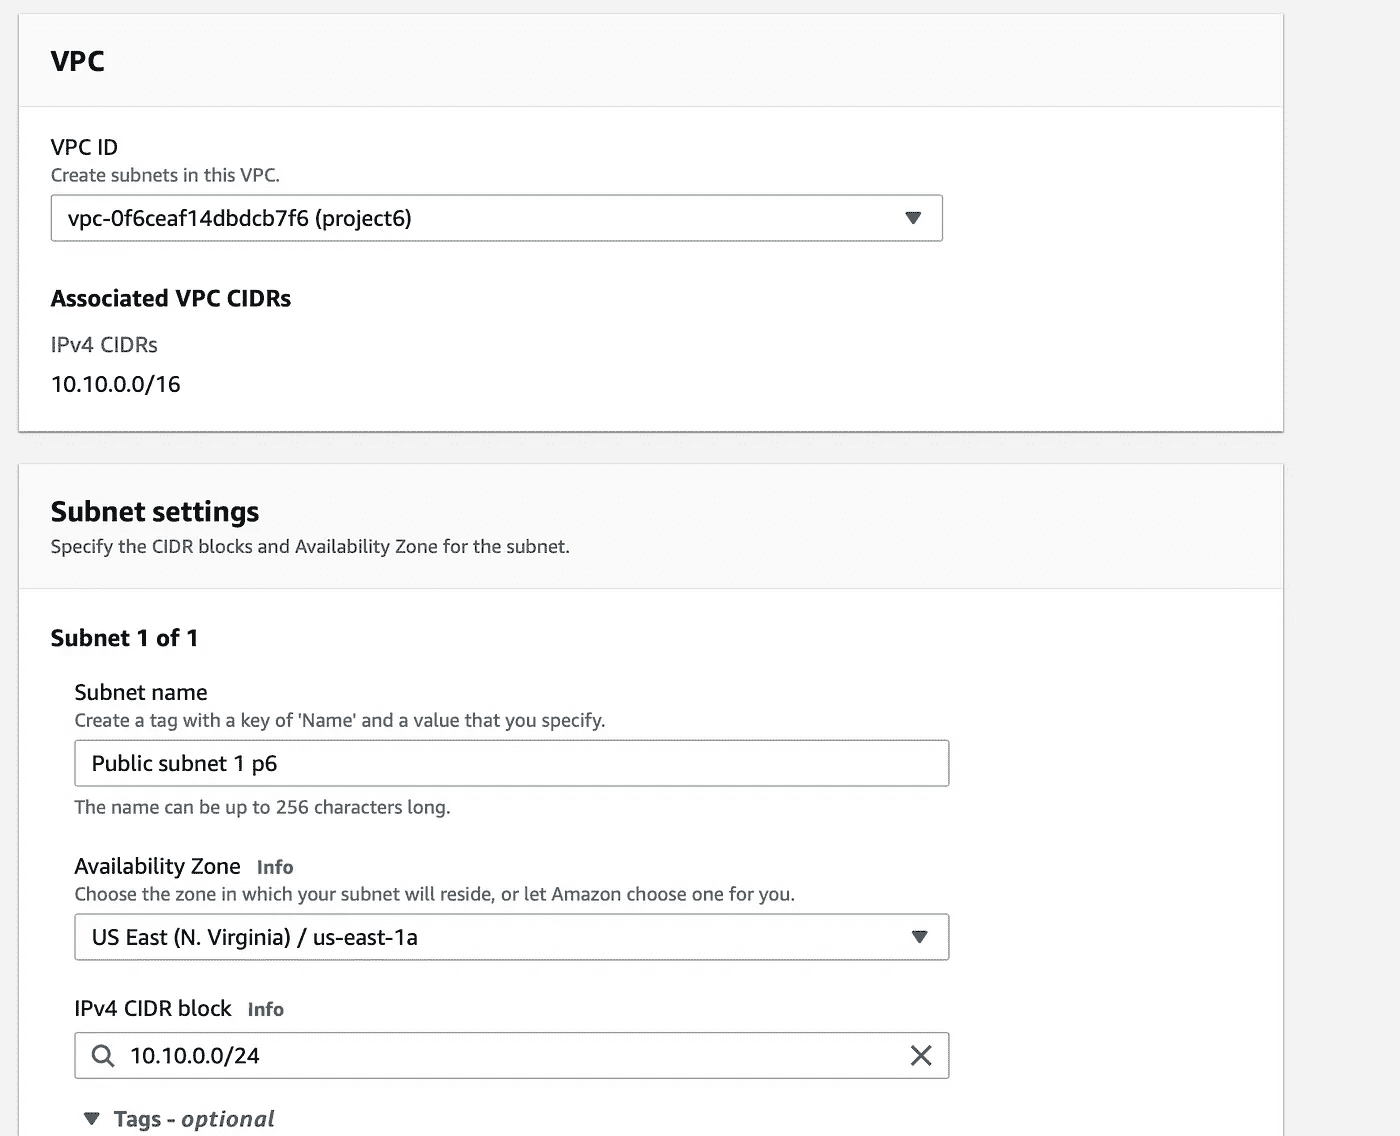 VPC
VPC ID
Create subnets in this VPC.
vpc-0f6ceaf14dbdcb7f6 (project6)
Associated VPC CIDRs
IPv4 CIDRs
10.10.0.0/16
Subnet settings
Specify the CIDR blocks and Availability Zone for the subnet.
Subnet 1 of 1
Subnet name
Create a tag with a key of 'Name' and a value that you specify.
Public subnet 1 p6
The name can be up to 256 characters long.
Availability Zone Info
Choose the zone in which your subnet will reside, or let Amazon choose one for you.
US East (N. Virginia) / us-east-1a
IPv4 CIDR block Info
10.10.0.0/24
Tags - optional